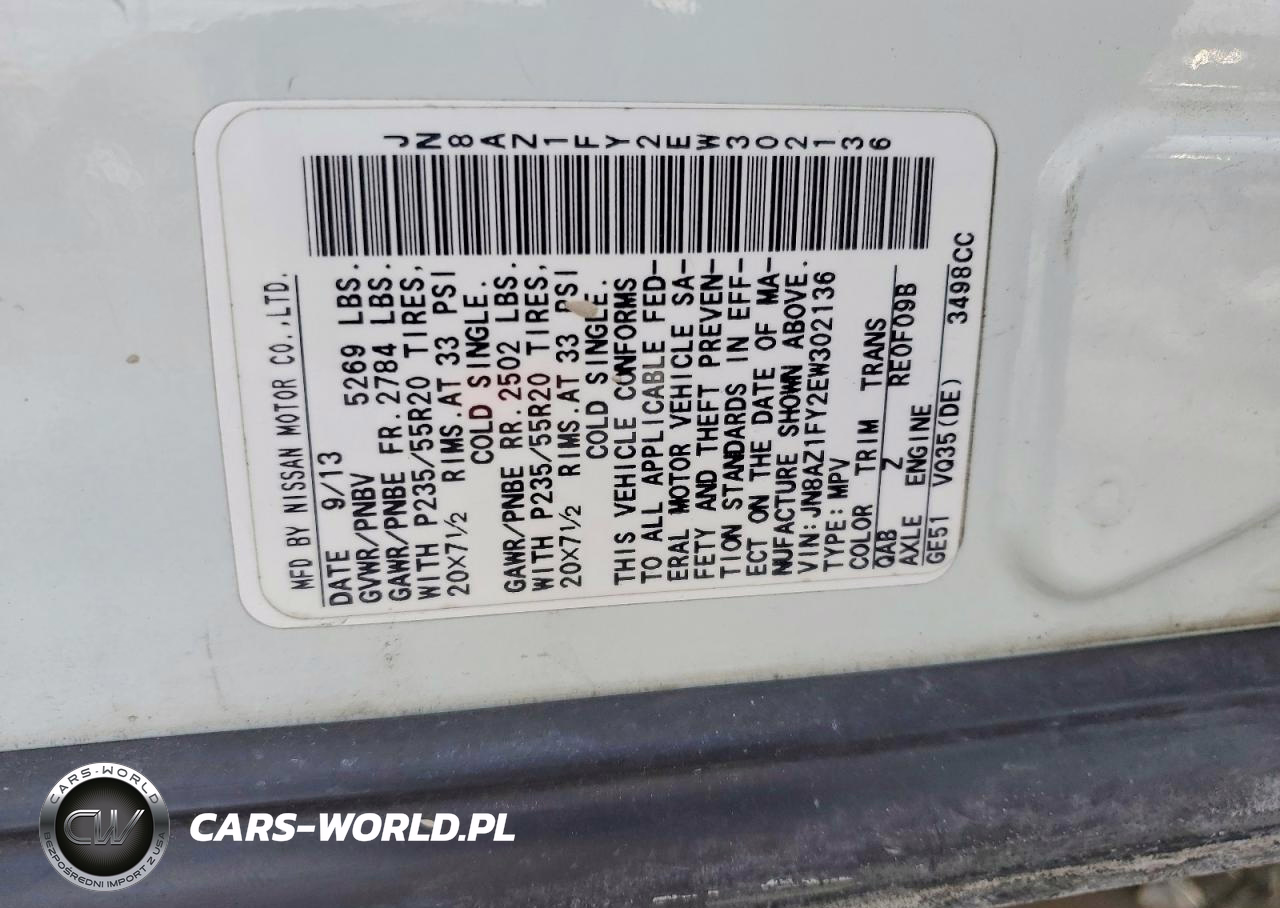 JN8AZ1FY2EW302136
MFD BY NISSAN MOTOR CO.,LTD.
DATE 9/13
GVWR/PNBV 5269 LBS.
GAWR/PNBE FR. 2784 LBS.
WITH P235/55R20 TIRES,
20X7½ RIMS.AT 33 PSI
COLD SINGLE.
GAWR/PNBE RR. 2502 LBS.
WITH P235/55R20 TIRES,
20X7½ RIMS.AT 33 PSI
COLD SINGLE.
THIS VEHICLE CONFORMS
TO ALL APPLICABLE FED-
ERAL MOTOR VEHICLE SA-
FETY AND THEFT PREVEN-
TION STANDARDS IN EFF-
ECT ON THE DATE OF MA-
NUFACTURE SHOWN ABOVE.
VIN:JN8AZ1FY2EW302136
TYPE:MPV
COLOR TRIM TRANS
QAB Z RE0F09B
AXLE ENGINE
GE51 VQ35(DE) 3498CC
CARS-WORLD
CW
BEZPOŚREDNI IMPORT Z USA
CARS-WORLD.PL